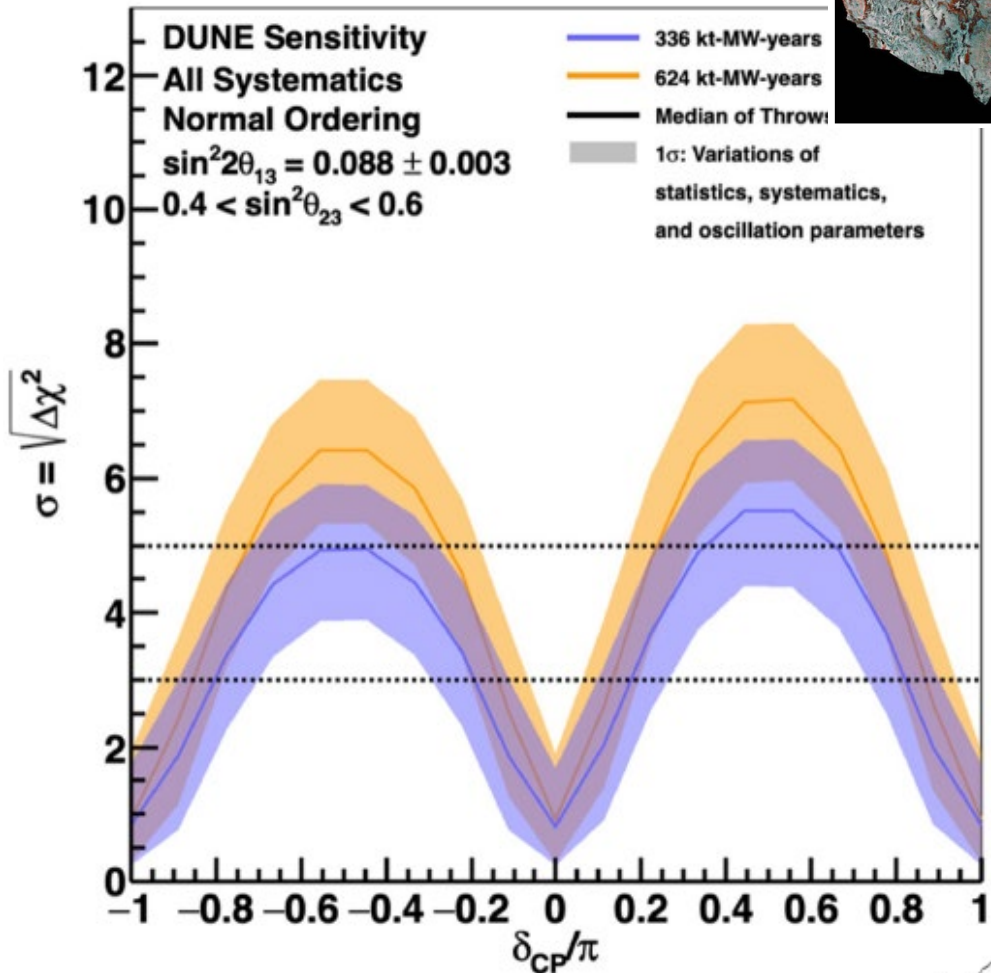 DUNE Sensitivity
All Systematics
Normal Ordering
sin²2θ₁₃ = 0.088 ± 0.003
0.4 < sin²θ₂₃ < 0.6
336 kt-MW-years
624 kt-MW-years
Median of Throws
1σ: Variations of
statistics, systematics,
and oscillation parameters
12
10
8
6
4
2
0
σ = √Δχ²
−1 −0.8 −0.6 −0.4 −0.2 0 0.2 0.4 0.6 0.8 1
δCP/π